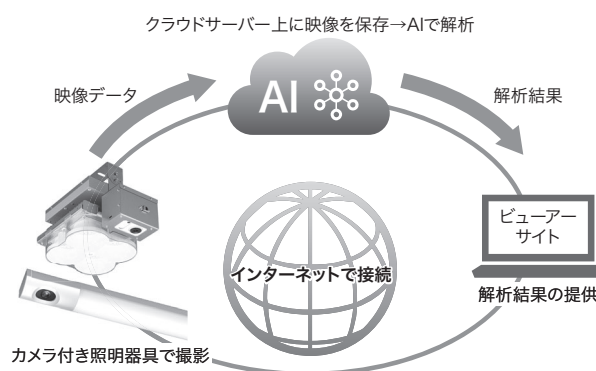 クラウドサーバー上に映像を保存→AIで解析
映像データ
AI
解析結果
ビューアー
サイト
インターネットで接続
解析結果の提供
カメラ付き照明器具で撮影